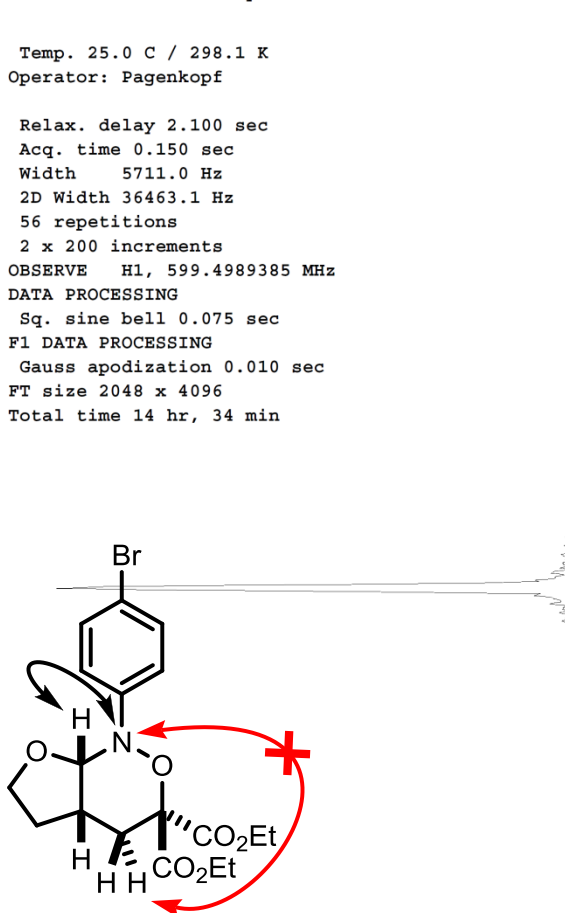 Temp. 25.0 C / 298.1 K
Operator: Pagenkopf
Relax. delay 2.100 sec
Acq. time 0.150 sec
Width    5711.0 Hz
2D Width 36463.1 Hz
56 repetitions
2 x 200 increments
OBSERVE   H1, 599.4989385 MHz
DATA PROCESSING
Sq. sine bell 0.075 sec
F1 DATA PROCESSING
Gauss apodization 0.010 sec
FT size 2048 x 4096
Total time 14 hr, 34 min
Br
H
O
N
O
CO2Et
H
CO2Et
H H